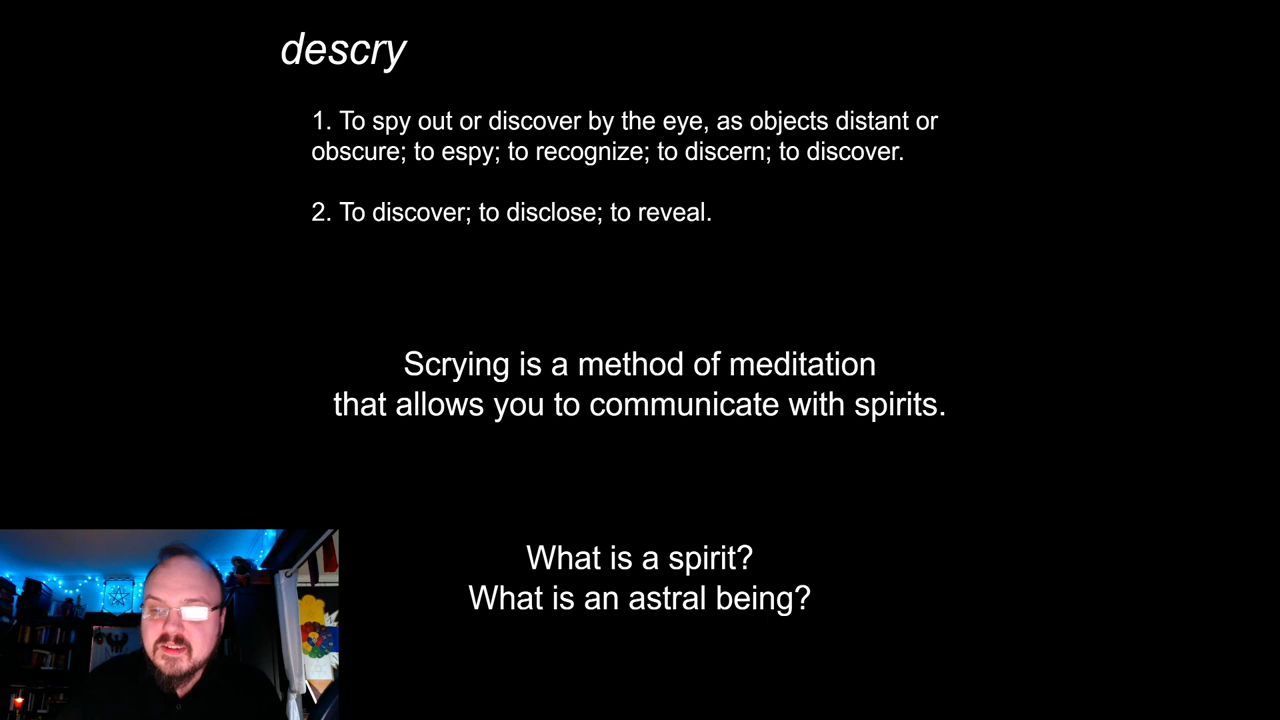 descry
1. To spy out or discover by the eye, as objects distant or
obscure; to espy; to recognize; to discern; to discover.
2. To discover; to disclose; to reveal.
Scrying is a method of meditation
that allows you to communicate with spirits.
What is a spirit?
What is an astral being?